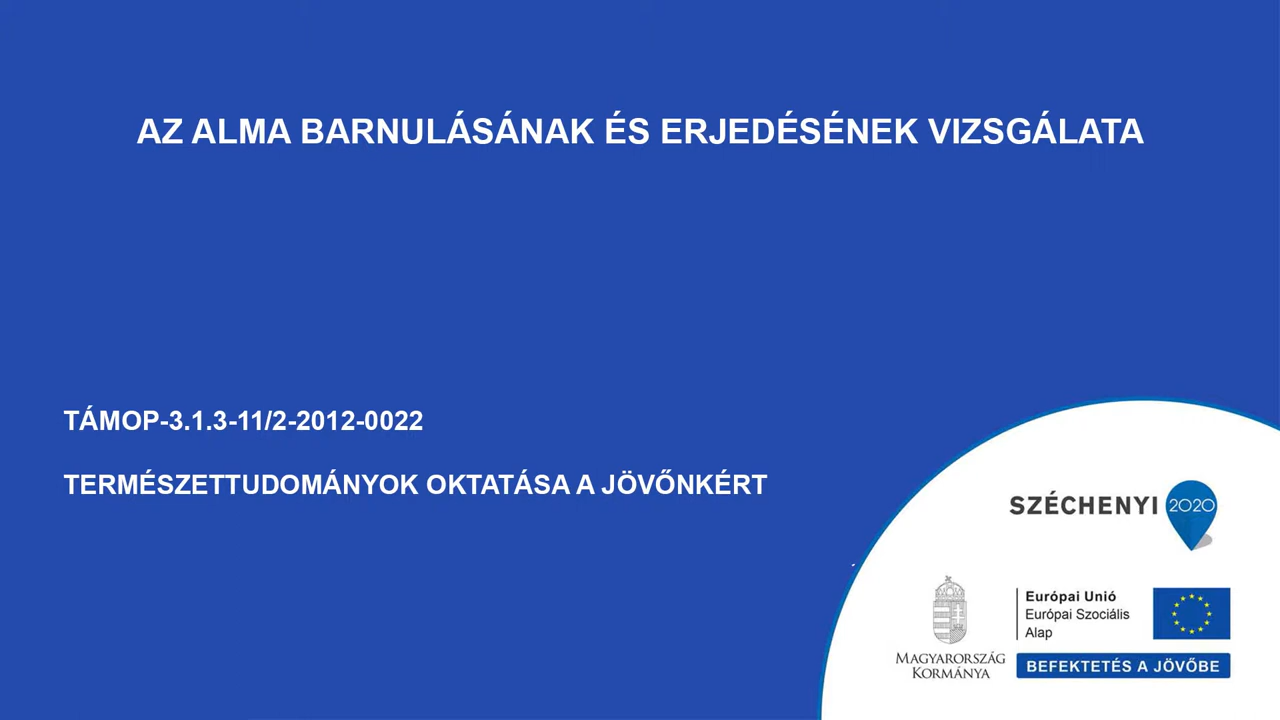 AZ ALMA BARNULÁSÁNAK ÉS ERJEDÉSÉNEK VIZSGÁLATA
TÁMOP-3.1.3-11/2-2012-0022
TERMÉSZETTUDOMÁNYOK OKTATÁSA A JÖVŐNKÉRT
SZÉCHENYI 2020
MAGYARORSZÁG
KORMÁNYA
Európai Unió
Európai Szociális
Alap
BEFEKTETÉS A JÖVŐBE